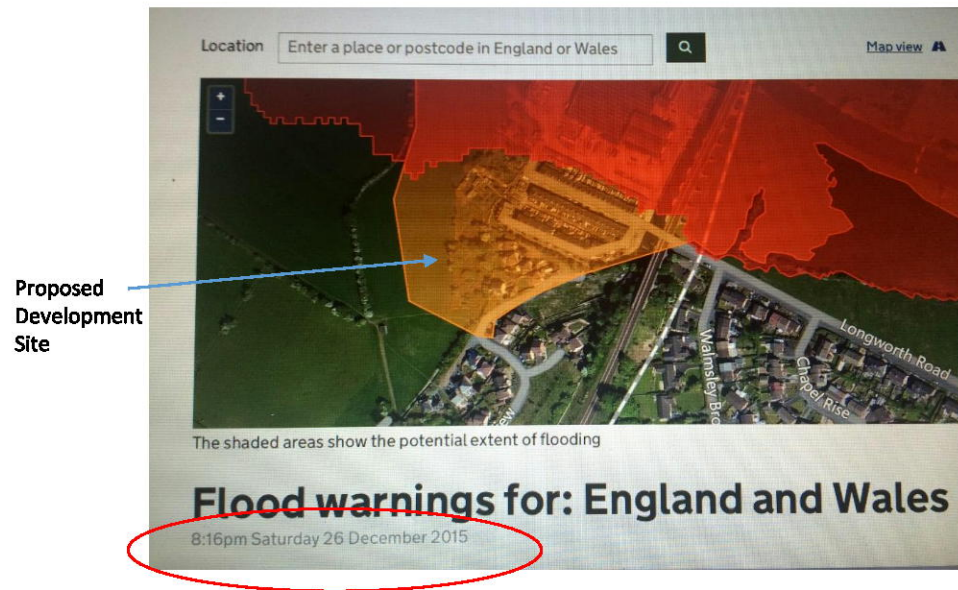 Location
Enter a place or postcode in England or Wales
Map view
+
-
Proposed
Development
Site
Longworth Road
Walmsley Bro
Chapel Rise
ew
The shaded areas show the potential extent of flooding
Flood warnings for: England and Wales
8:16pm Saturday 26 December 2015